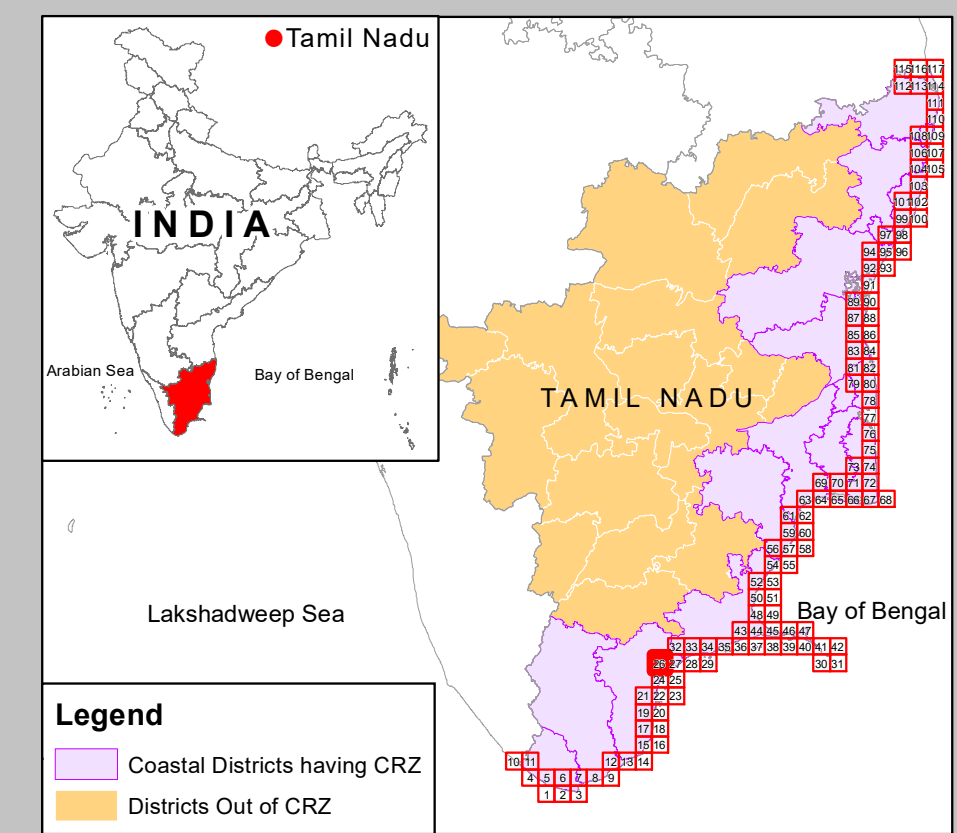 Tamil Nadu
INDIA
Arabian Sea
Bay of Bengal
TAMIL NADU
Lakshadweep Sea
Bay of Bengal
115 116 117
112 113 114
111
110
108 109
106 107
104 105
103
101 102
99 100
97 98
94 95 96
92 93
91
89 90
87 88
85 86
83 84
81 82
79 80
78
77
76
75
73 74
69 70 71 72
63 64 65 66 67 68
61 62
59 60
56 57 58
54 55
52 53
50 51
48 49
43 44 45 46 47
32 33 34 35 36 37 38 39 40 41 42
26 27 28 29 30 31
24 25
21 22 23
19 20
17 18
15 16
10 11 12 13 14
4 5 6 7 8 9
1 2 3
Legend
Coastal Districts having CRZ
Districts Out of CRZ